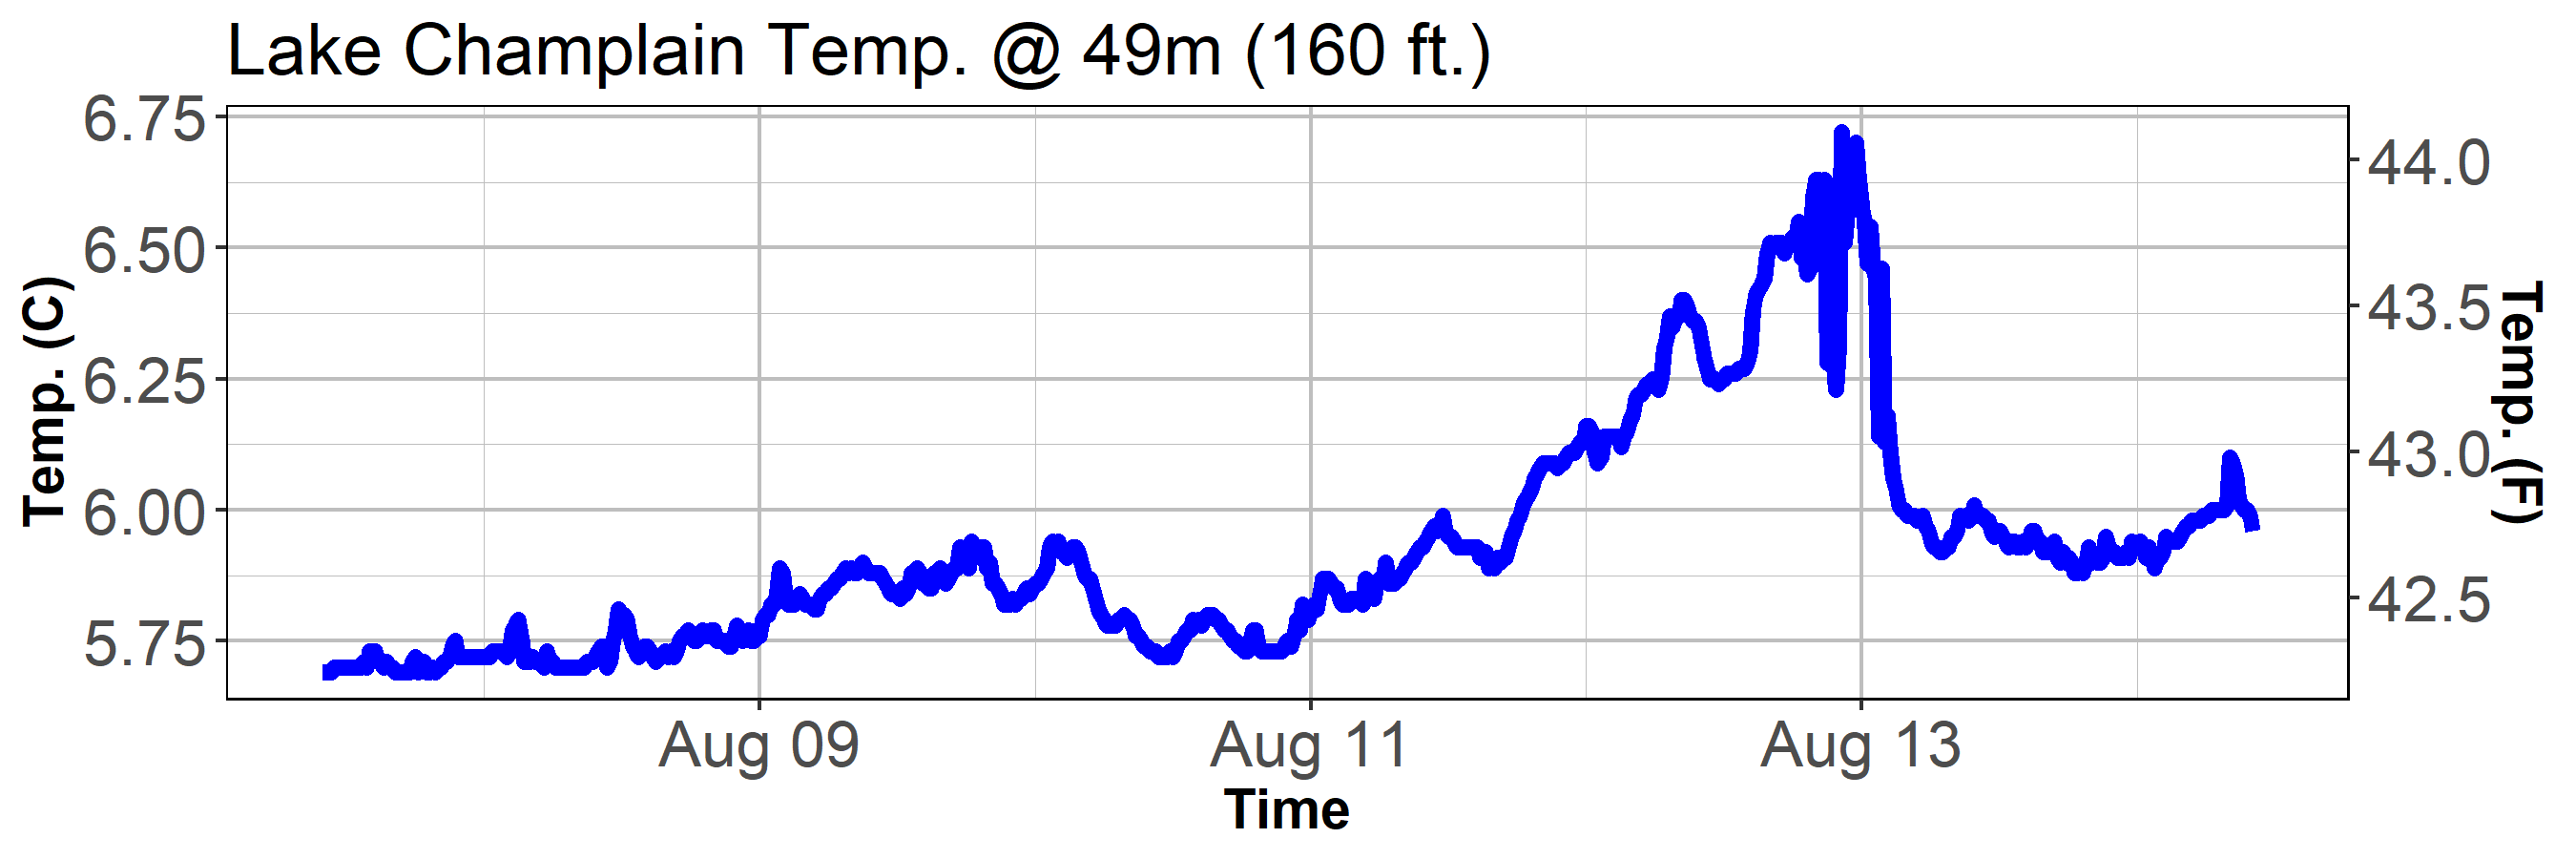 Lake Champlain Temp. @ 49m (160 ft.)
6.75
6.50
6.25
6.00
5.75
Temp. (C)
44.0
43.5
43.0
42.5
Temp. (F)
Aug 09 Aug 11 Aug 13
Time